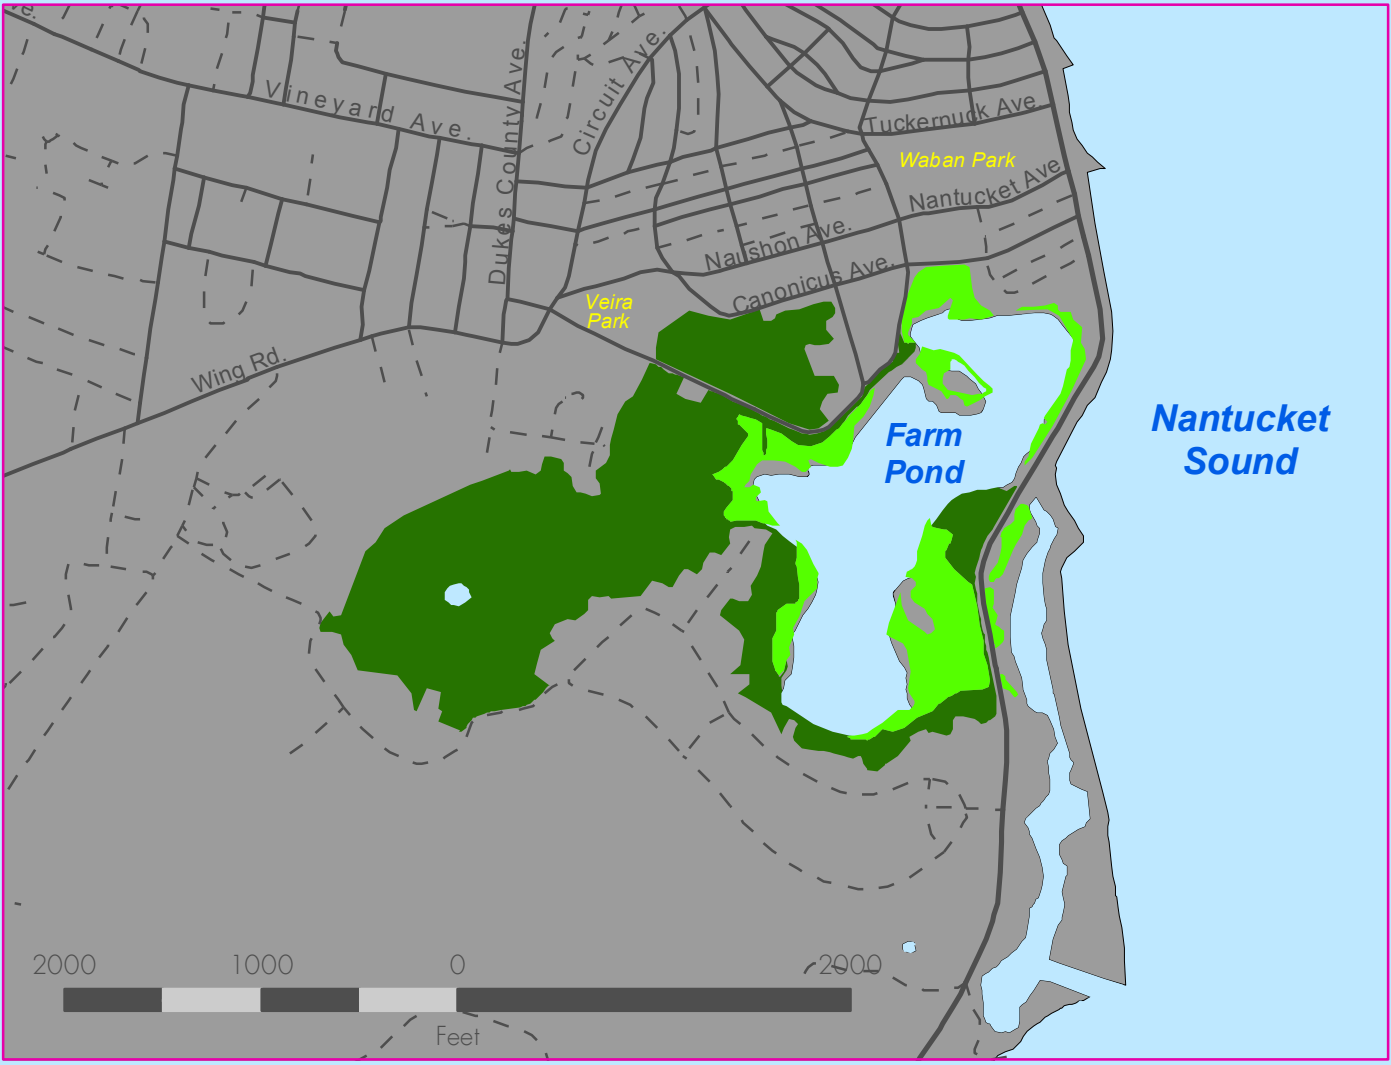 ve.
Vineyard Ave.
Dukes County Ave.
Circuit Ave.
Tuckernuck Ave.
Waban Park
Nantucket Ave
Naushon Ave.
Canonicus Ave.
Veira
Park
Wing Rd.
Farm
Pond
Nantucket
Sound
2000 1000 0 2000
Feet